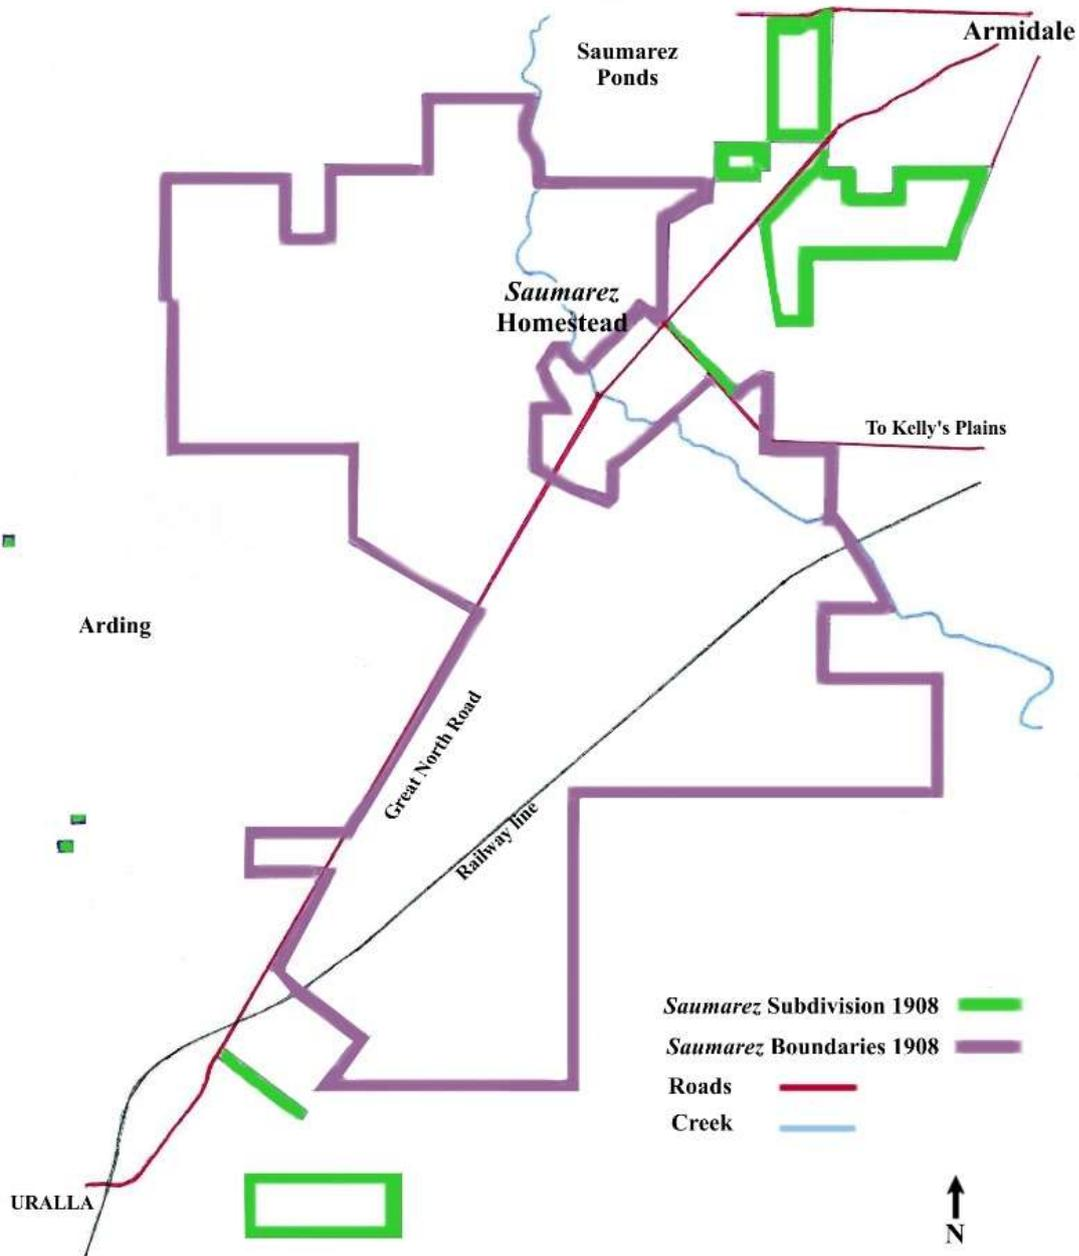 Saumarez
Ponds
Armidale
Saumarez
Homestead
To Kelly's Plains
Arding
Great North Road
Railway line
Saumarez Subdivision 1908
Saumarez Boundaries 1908
Roads
Creek
URALLA
N